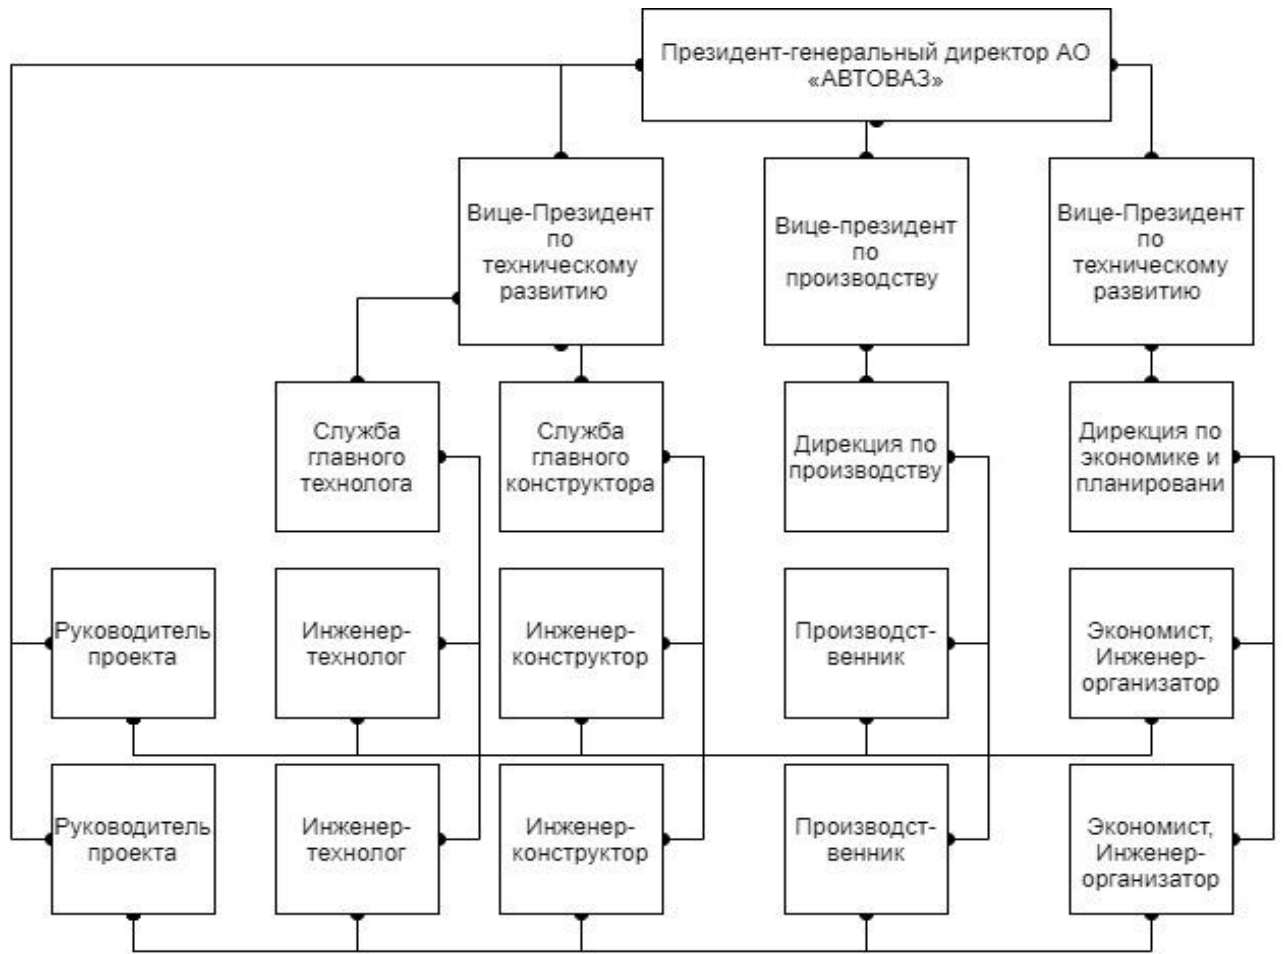 Президент-генеральный директор АО
«АВТОВАЗ»
Вице-Президент
по
техническому
развитию
Вице-президент
по
производству
Вице-Президент
по
техническому
развитию
Служба
главного
технолога
Служба
главного
конструктора
Дирекция по
производству
Дирекция по
экономике и
планировани
Руководитель
проекта
Инженер-
технолог
Инженер-
конструктор
Производст-
венник
Экономист,
Инженер-
организатор
Руководитель
проекта
Инженер-
технолог
Инженер-
конструктор
Производст-
венник
Экономист,
Инженер-
организатор